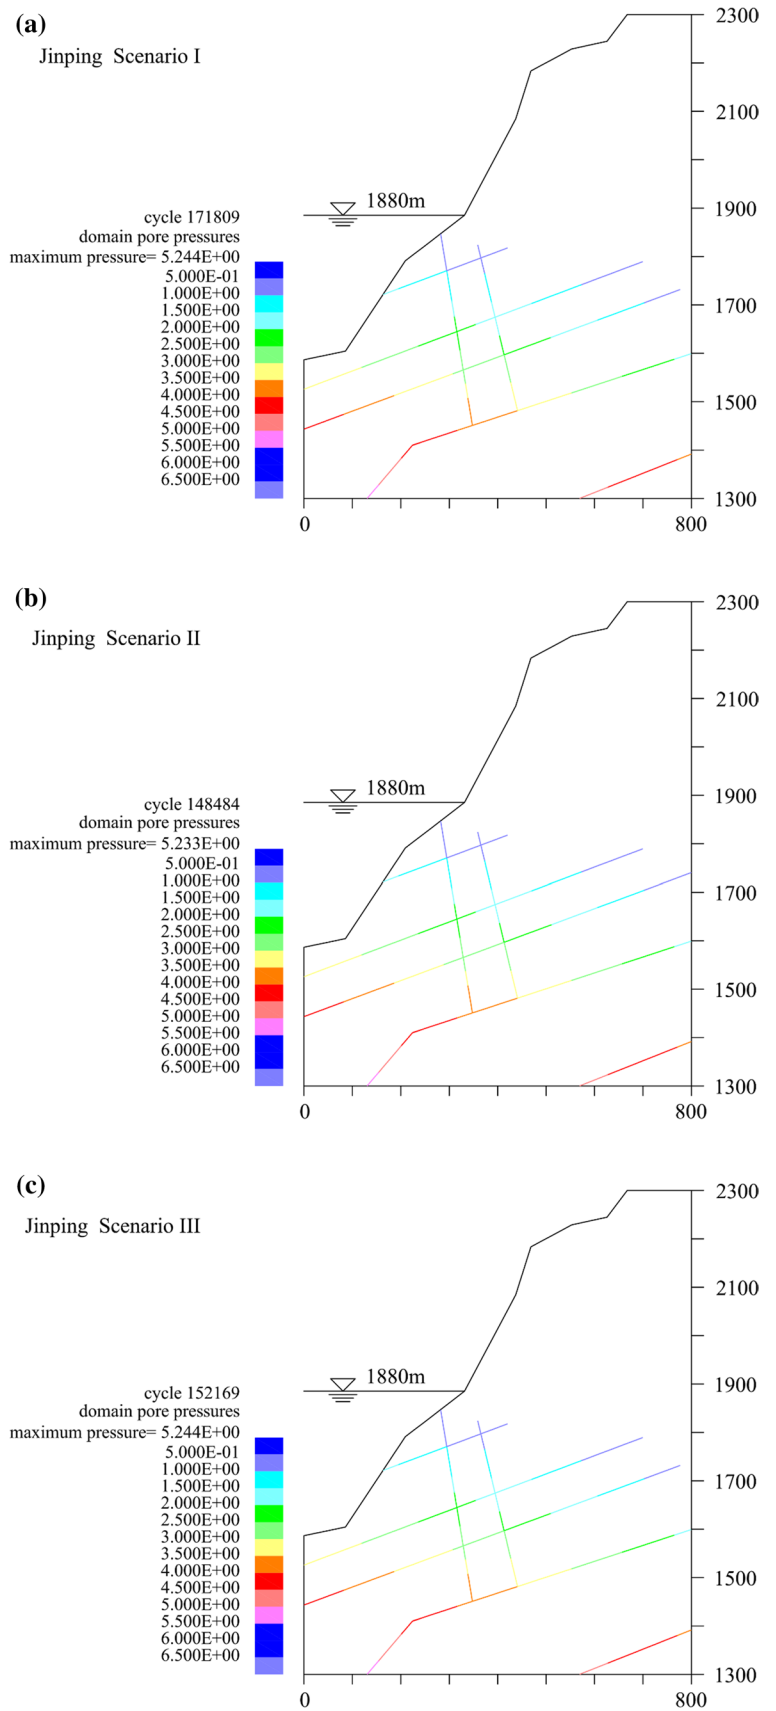 (a)
Jinping Scenario I
2300
2100
1880m
1900
cycle 171809
domain pore pressures
maximum pressure= 5.244E+00
5.000E-01
1.000E+00
1.500E+00
1700
2.000E+00
2.500E+00
3.000E+00
3.500E+00
4.000E+00
1500
4.500E+00
5.000E+00
5.500E+00
6.000E+00
6.500E+00
1300
0
800
(b)
Jinping Scenario II
2300
2100
1880m
1900
cycle 148484
domain pore pressures
maximum pressure= 5.233E+00
5.000E-01
1.000E+00
1.500E+00
1700
2.000E+00
2.500E+00
3.000E+00
3.500E+00
4.000E+00
1500
4.500E+00
5.000E+00
5.500E+00
6.000E+00
6.500E+00
1300
0
800
(c)
Jinping Scenario III
2300
2100
1880m
1900
cycle 152169
domain pore pressures
maximum pressure= 5.244E+00
5.000E-01
1.000E+00
1.500E+00
1700
2.000E+00
2.500E+00
3.000E+00
3.500E+00
4.000E+00
1500
4.500E+00
5.000E+00
5.500E+00
6.000E+00
6.500E+00
1300
0
800